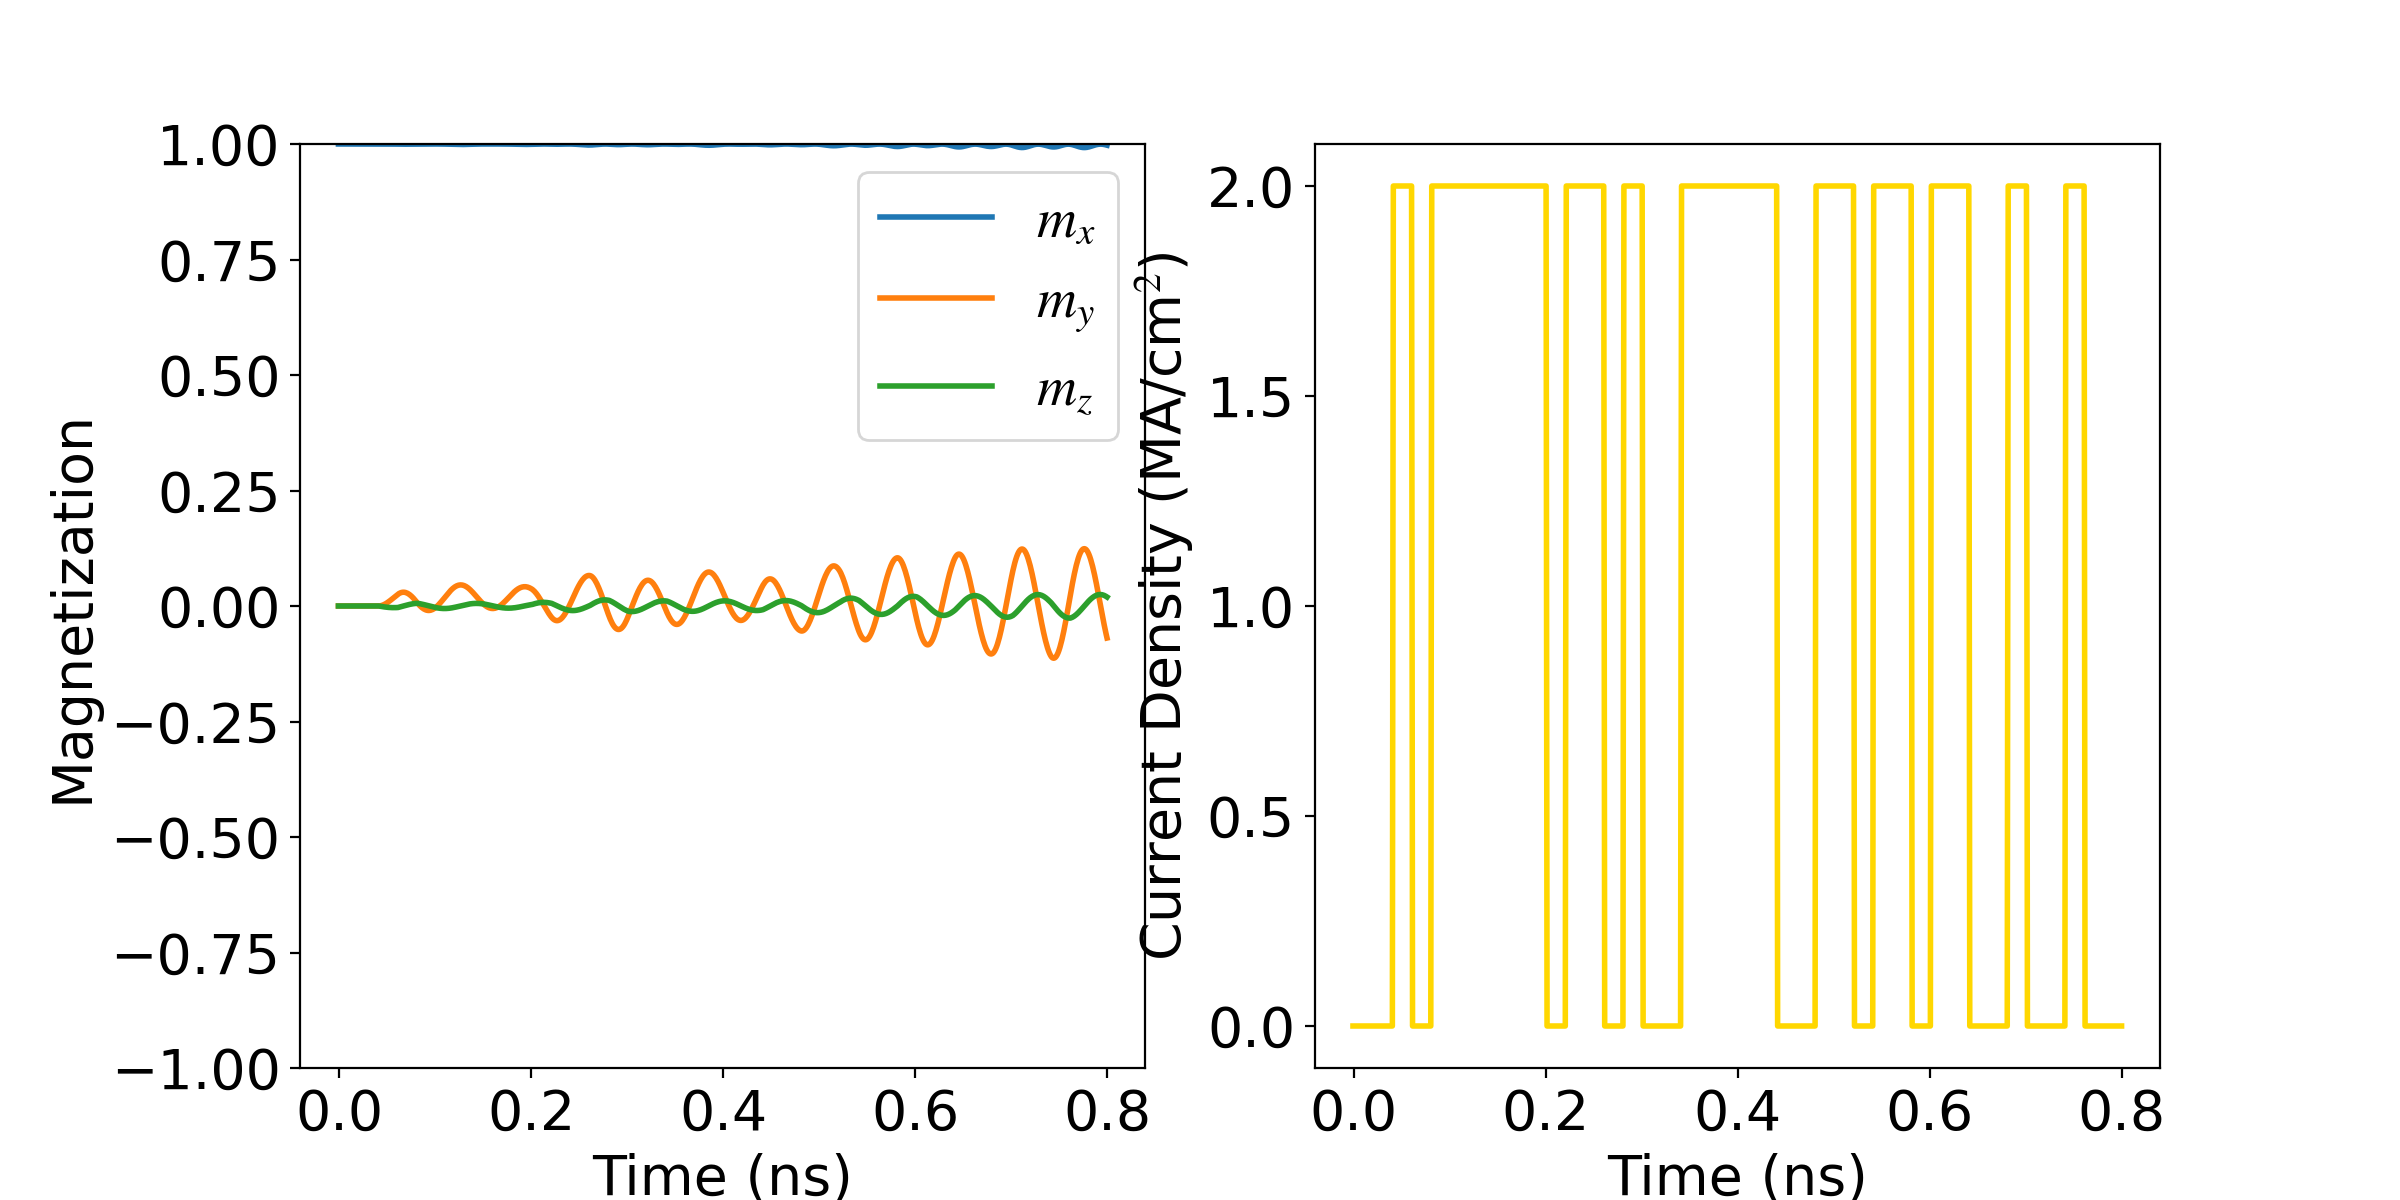 1.00
0.75
0.50
0.25
0.00
−0.25
−0.50
−0.75
−1.00
Magnetization
0.0 0.2 0.4 0.6 0.8
Time (ns)
m_x
m_y
m_z
2.0
1.5
1.0
0.5
0.0
Current Density (MA/cm²)
0.0 0.2 0.4 0.6 0.8
Time (ns)